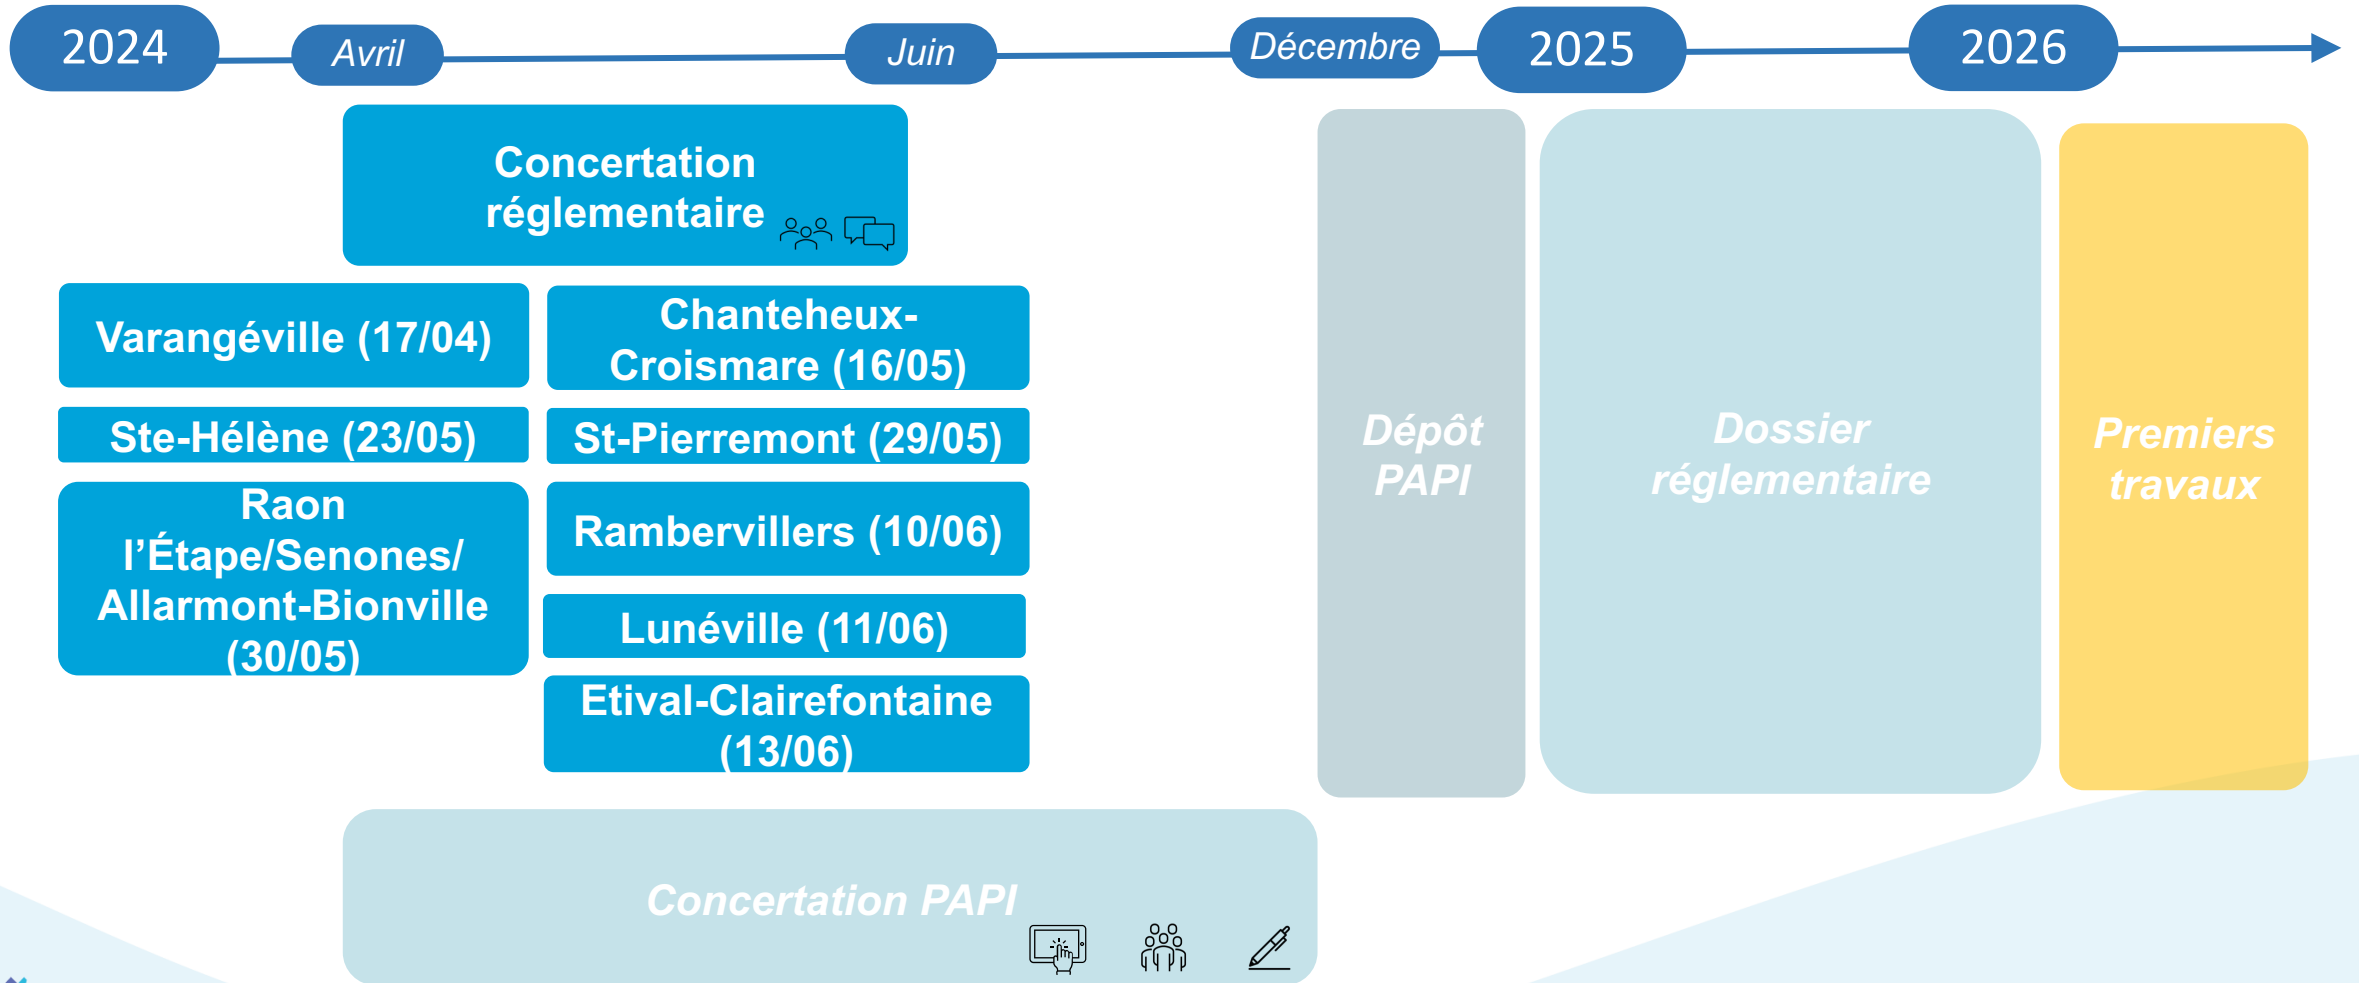 2024
Avril
Juin
Décembre
2025
2026
Concertation
réglementaire
Varangéville (17/04)
Chanteheux-
Croismare (16/05)
Ste-Hélène (23/05)
St-Pierremont (29/05)
Raon
l’Étape/Senones/
Allarmont-Bionville
(30/05)
Rambervillers (10/06)
Lunéville (11/06)
Etival-Clairefontaine
(13/06)
Dépôt
PAPI
Dossier
réglementaire
Premiers
travaux
Concertation PAPI